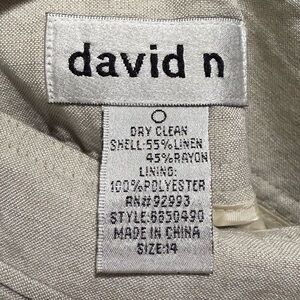 david n
DRY CLEAN
SHELL:55%LINEN
45%RAYON
LINING:
100%POLYESTER
RN#92993
STYLE:6650490
MADE IN CHINA
SIZE:14